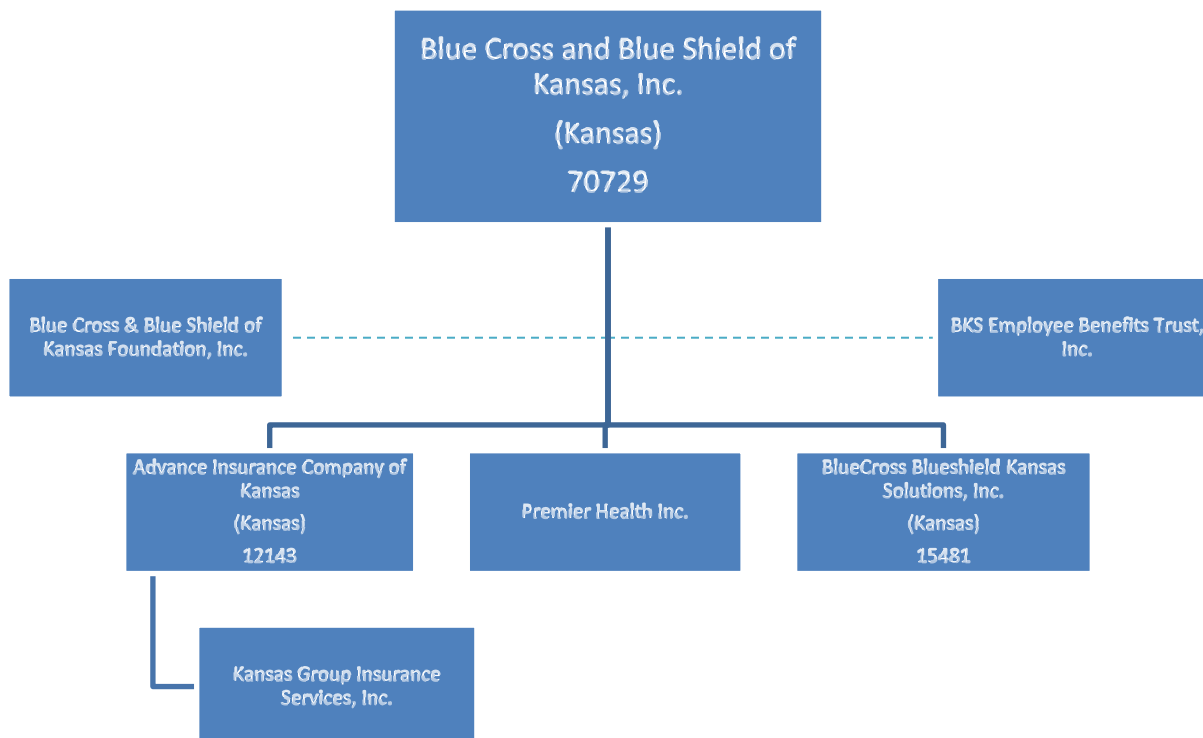 Blue Cross and Blue Shield of
Kansas, Inc.
(Kansas)
70729
Blue Cross & Blue Shield of
Kansas Foundation, Inc.
BKS Employee Benefits Trust,
Inc.
Advance Insurance Company of
Kansas
(Kansas)
12143
Premier Health Inc.
BlueCross Blueshield Kansas
Solutions, Inc.
(Kansas)
15481
Kansas Group Insurance
Services, Inc.